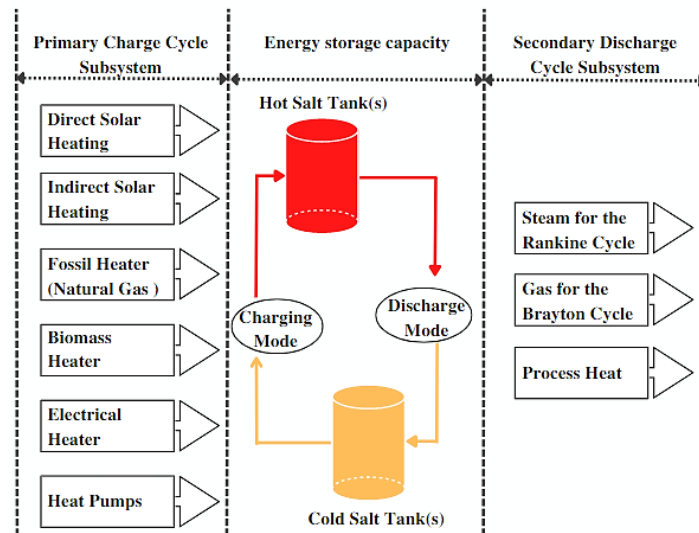 Primary Charge Cycle
Subsystem
Energy storage capacity
Secondary Discharge
Cycle Subsystem
Direct Solar
Heating
Indirect Solar
Heating
Fossil Heater
(Natural Gas )
Biomass
Heater
Electrical
Heater
Heat Pumps
Hot Salt Tank(s)
Charging
Mode
Discharge
Mode
Cold Salt Tank(s)
Steam for the
Rankine Cycle
Gas for the
Brayton Cycle
Process Heat